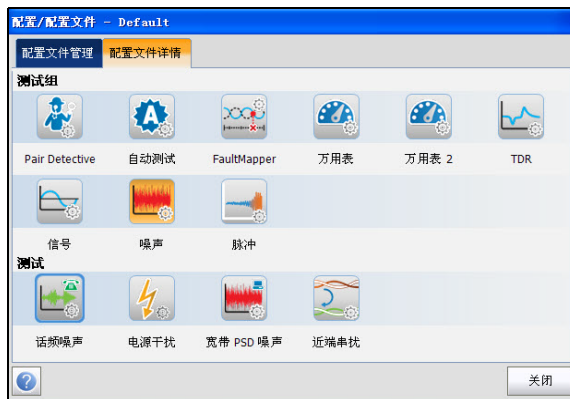 配置/配置文件 - Default
配置文件管理 配置文件详情
测试组
Pair Detective 自动测试 FaultMapper 万用表 万用表 2 TDR
信号 噪声 脉冲
测试
话频噪声 电源干扰 宽带 PSD 噪声 近端串扰
关闭